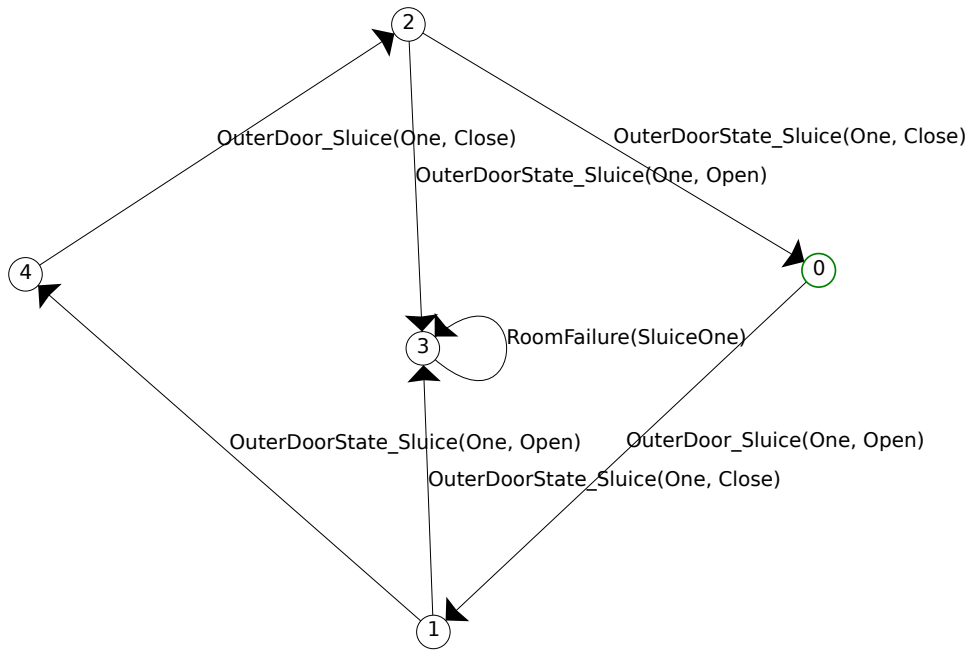 2
OuterDoor_Sluice(One, Close)
OuterDoorState_Sluice(One, Close)
OuterDoorState_Sluice(One, Open)
4
0
3
RoomFailure(SluiceOne)
OuterDoorState_Sluice(One, Open)
OuterDoor_Sluice(One, Open)
OuterDoorState_Sluice(One, Close)
1